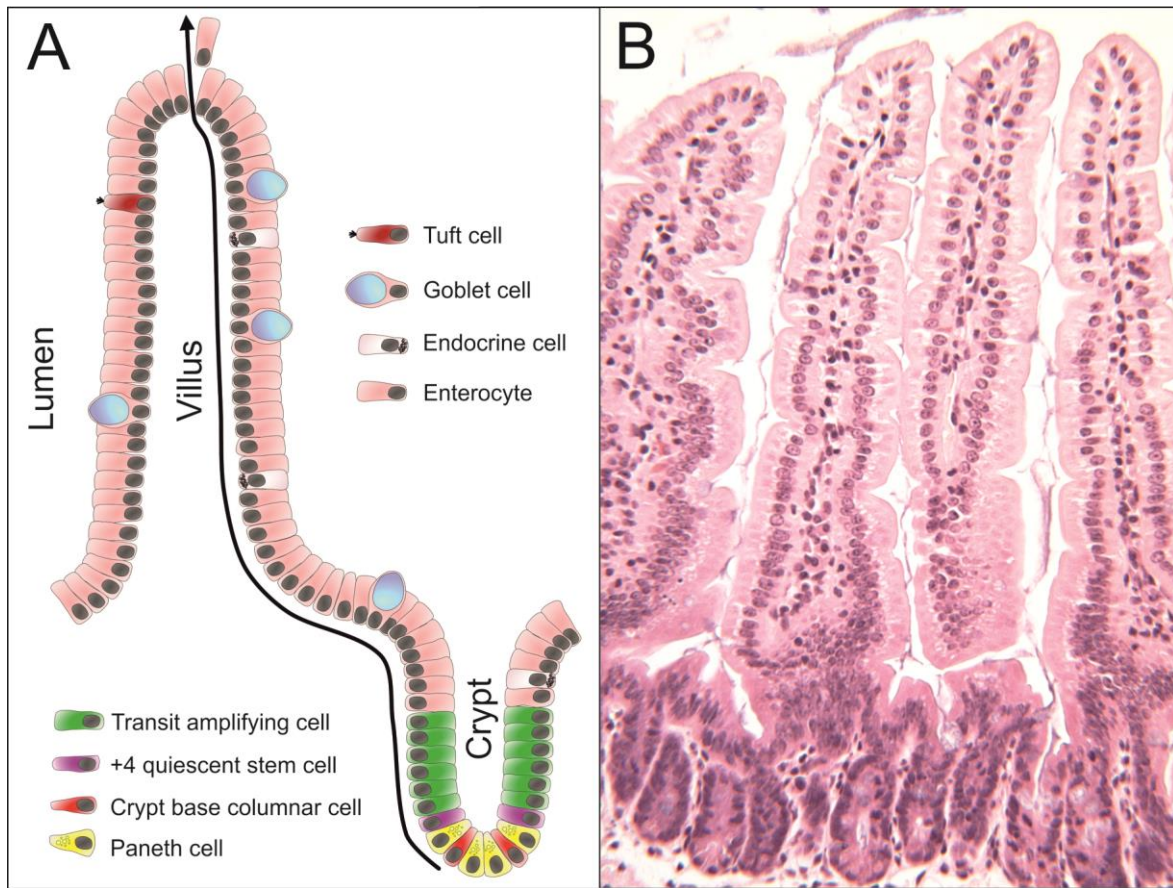 A
B
Lumen
Villus
Tuft cell
Goblet cell
Endocrine cell
Enterocyte
Crypt
Transit amplifying cell
+4 quiescent stem cell
Crypt base columnar cell
Paneth cell